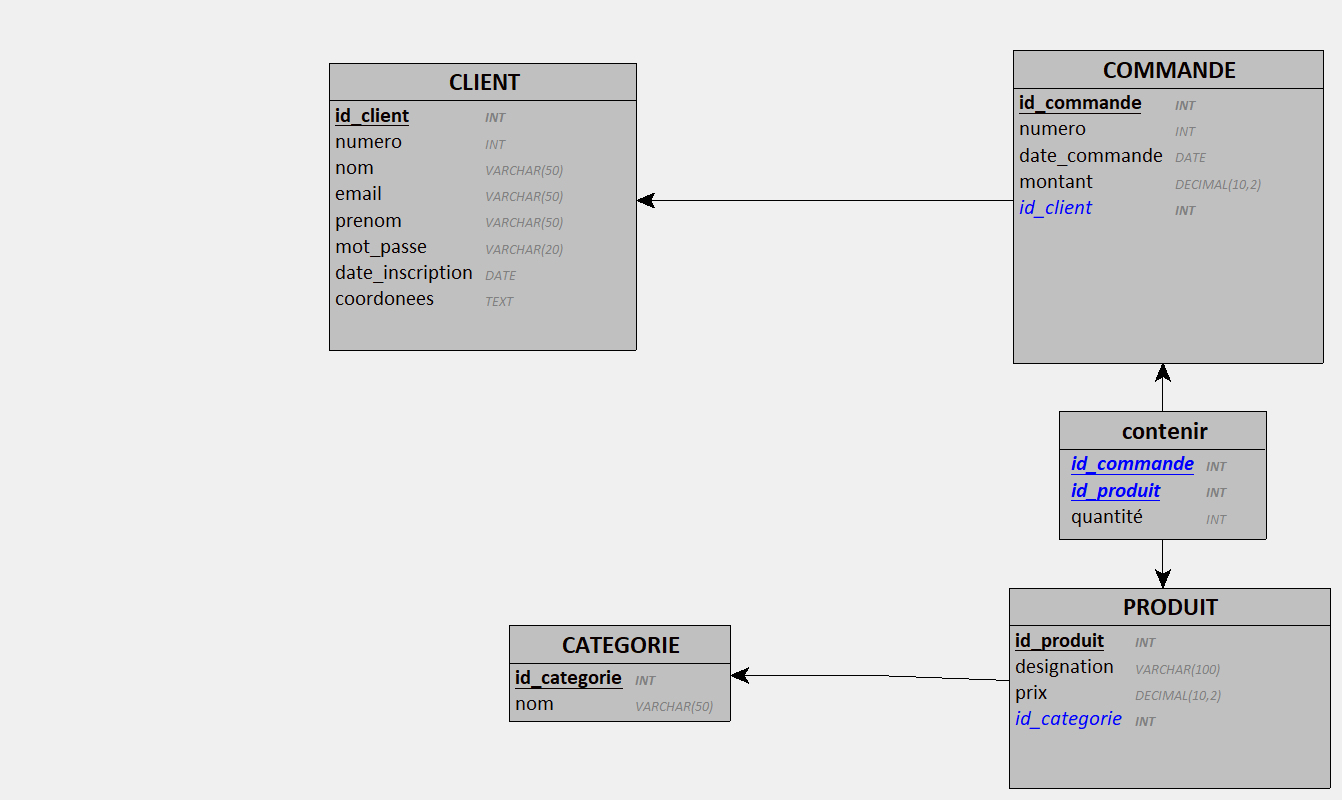 CLIENT
id_client INT
numero INT
nom VARCHAR(50)
email VARCHAR(50)
prenom VARCHAR(50)
mot_passe VARCHAR(20)
date_inscription DATE
coordonees TEXT
COMMANDE
id_commande INT
numero INT
date_commande DATE
montant DECIMAL(10,2)
id_client INT
contenir
id_commande INT
id_produit INT
quantité INT
CATEGORIE
id_categorie INT
nom VARCHAR(50)
PRODUIT
id_produit INT
designation VARCHAR(100)
prix DECIMAL(10,2)
id_categorie INT